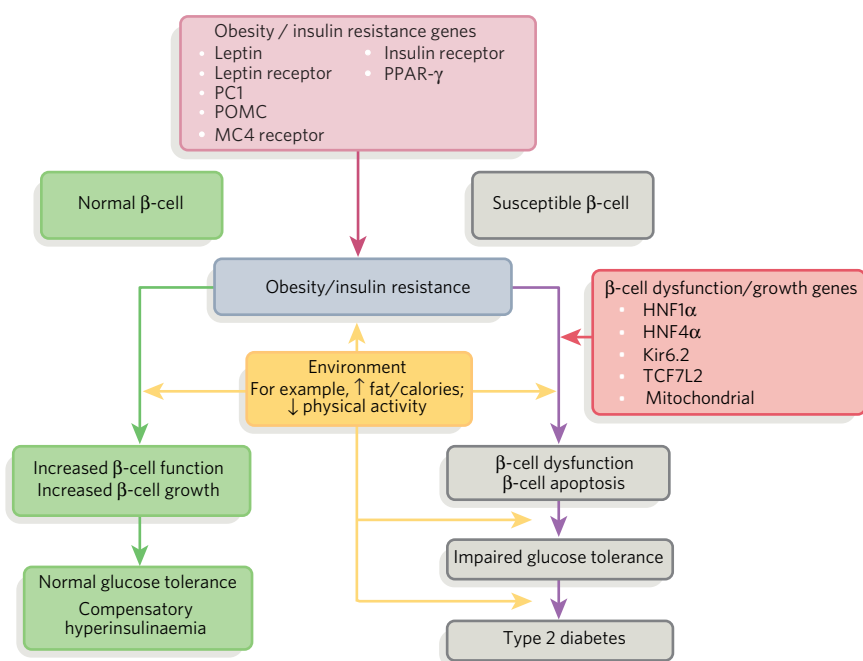 Obesity / insulin resistance genes
• Leptin
• Leptin receptor
• PC1
• POMC
• MC4 receptor
• Insulin receptor
• PPAR-γ
Normal β-cell
Susceptible β-cell
Obesity/insulin resistance
β-cell dysfunction/growth genes
• HNF1α
• HNF4α
• Kir6.2
• TCF7L2
• Mitochondrial
Environment
For example, ↑ fat/calories;
↓ physical activity
Increased β-cell function
Increased β-cell growth
β-cell dysfunction
β-cell apoptosis
Normal glucose tolerance
Compensatory
hyperinsulinaemia
Impaired glucose tolerance
Type 2 diabetes